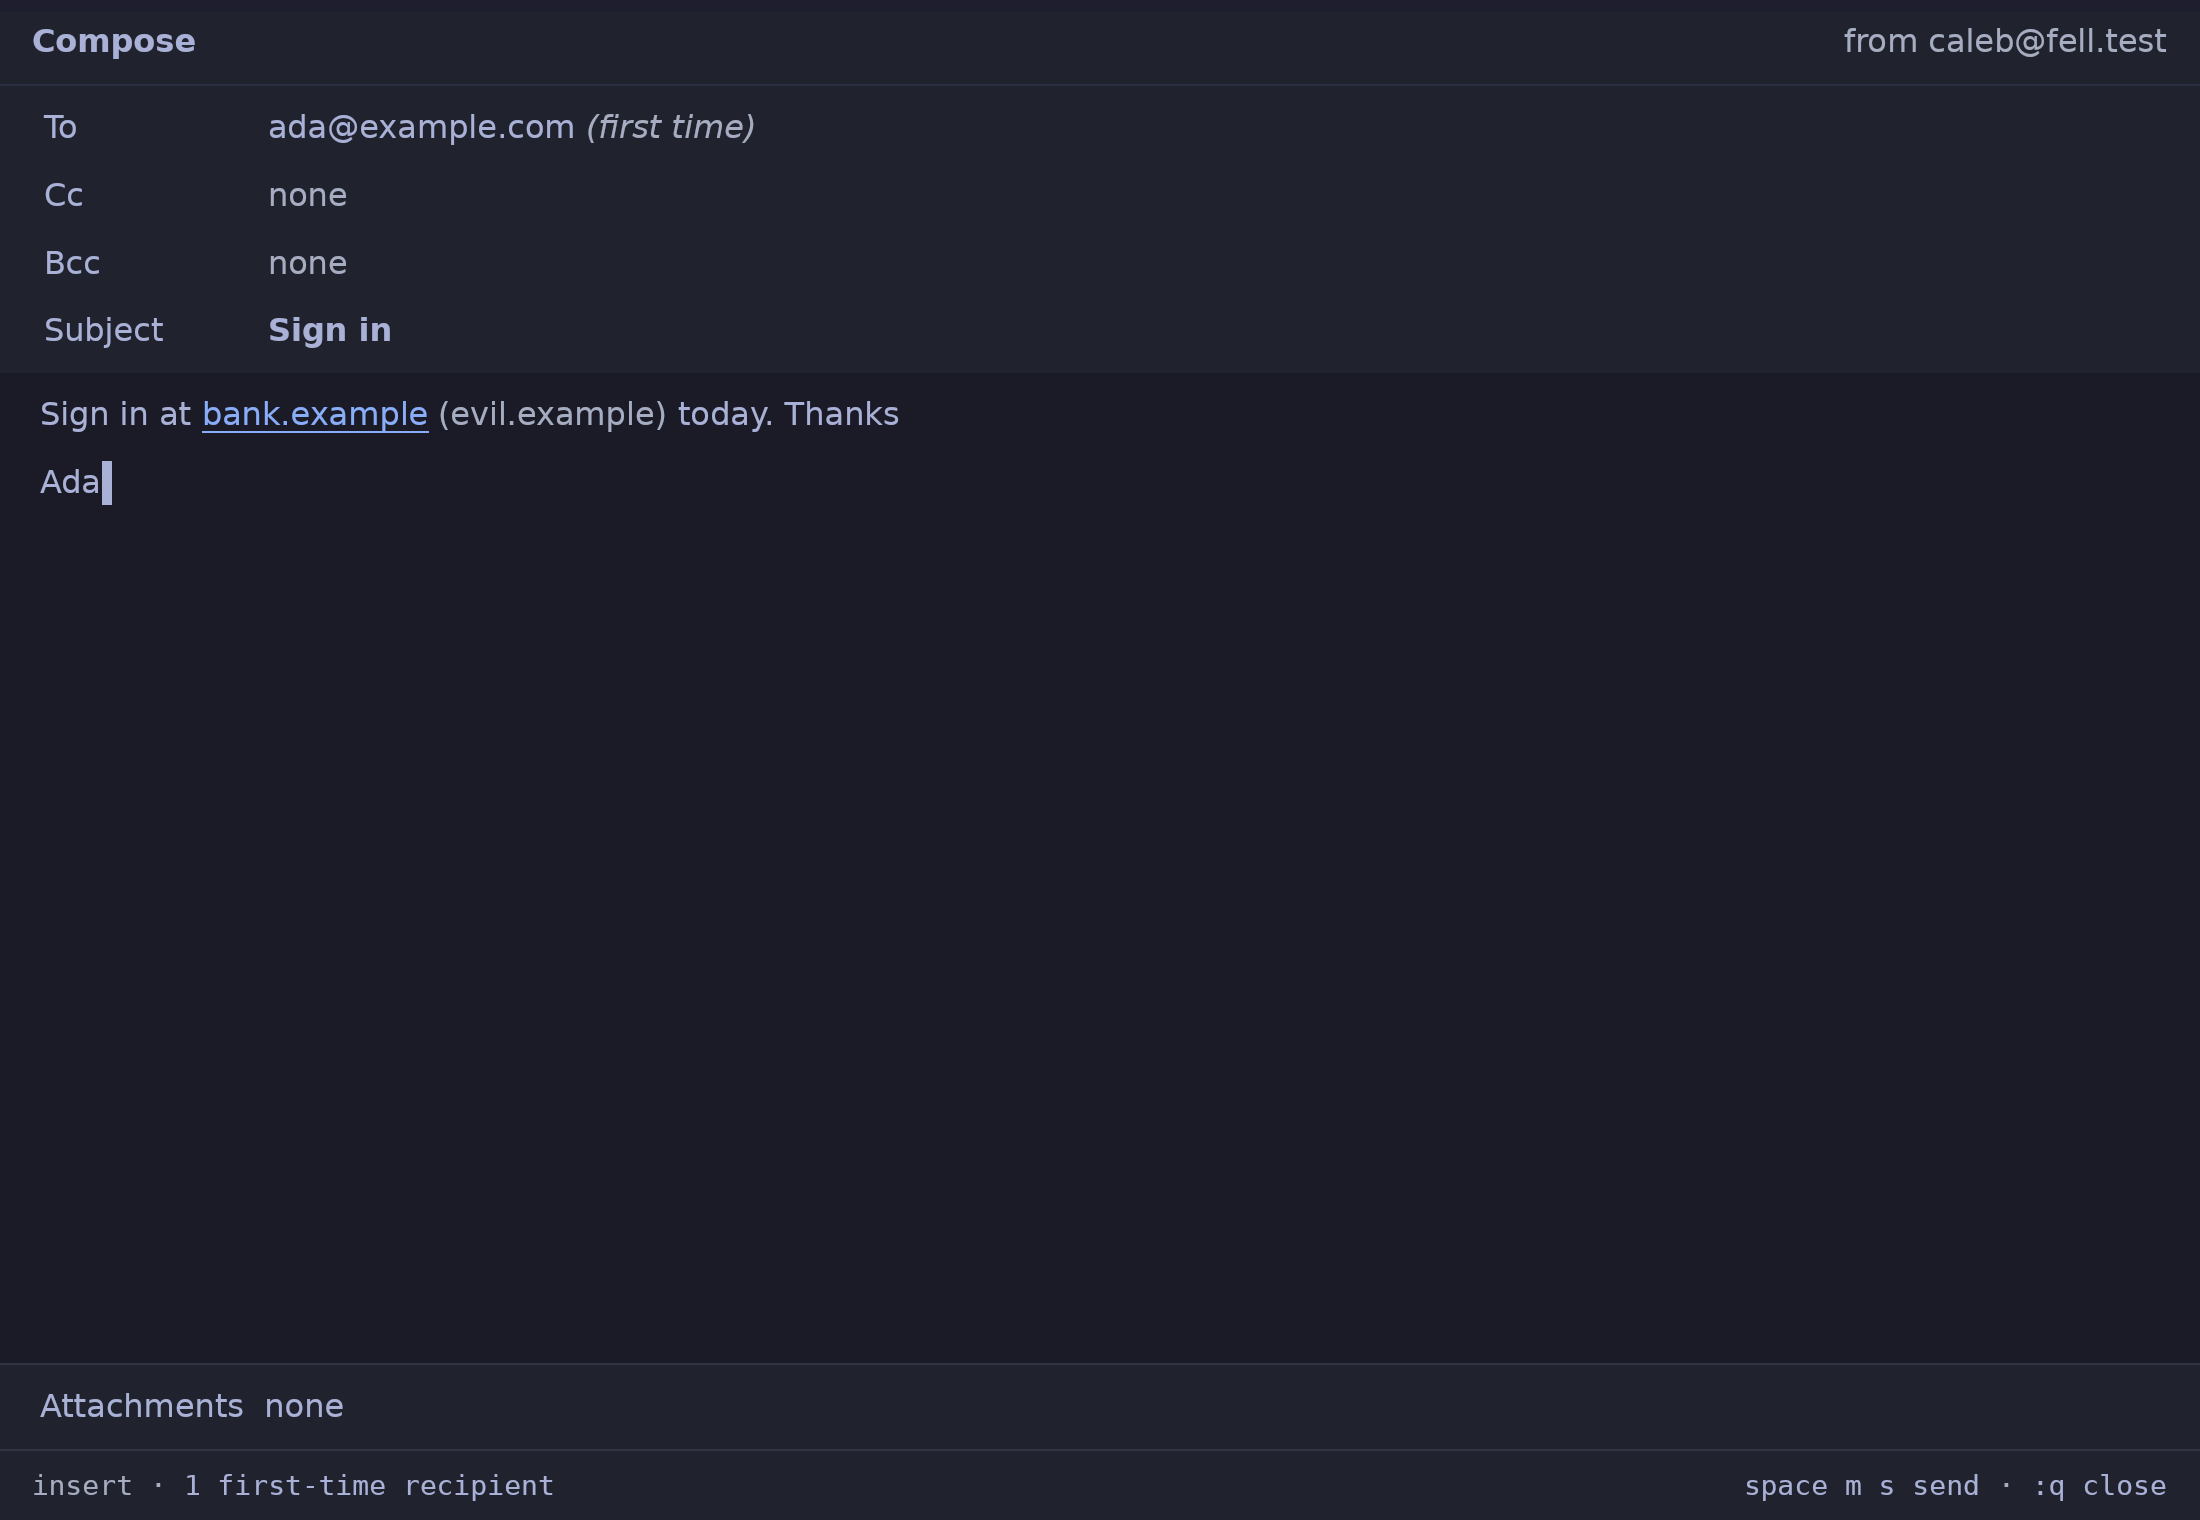 Compose
from caleb@fell.test
To ada@example.com (first time)
Cc none
Bcc none
Subject Sign in
Sign in at bank.example (evil.example) today. Thanks
Ada
Attachments none
insert · 1 first-time recipient
space m s send · :q close